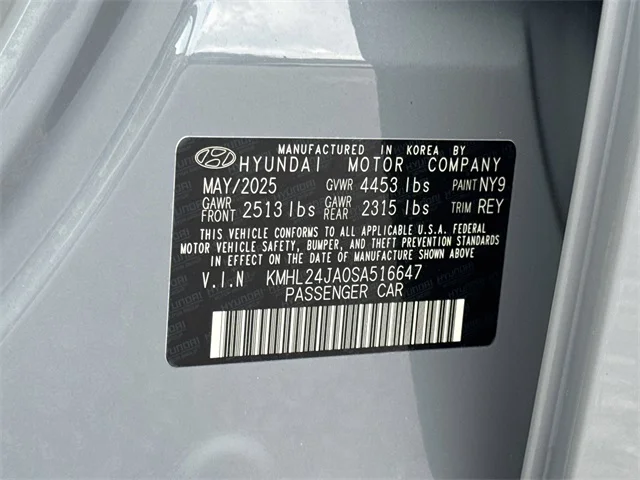 MANUFACTURED IN KOREA BY
HYUNDAI MOTOR COMPANY
MAY/2025 GVWR 4453 lbs PAINT NY9
GAWR FRONT 2513 lbs GAWR REAR 2315 lbs TRIM REY
THIS VEHICLE CONFORMS TO ALL APPLICABLE U.S.A. FEDERAL
MOTOR VEHICLE SAFETY, BUMPER, AND THEFT PREVENTION STANDARDS
IN EFFECT ON THE DATE OF MANUFACTURE SHOWN ABOVE
V.I.N KMHL24JA0SA516647
PASSENGER CAR